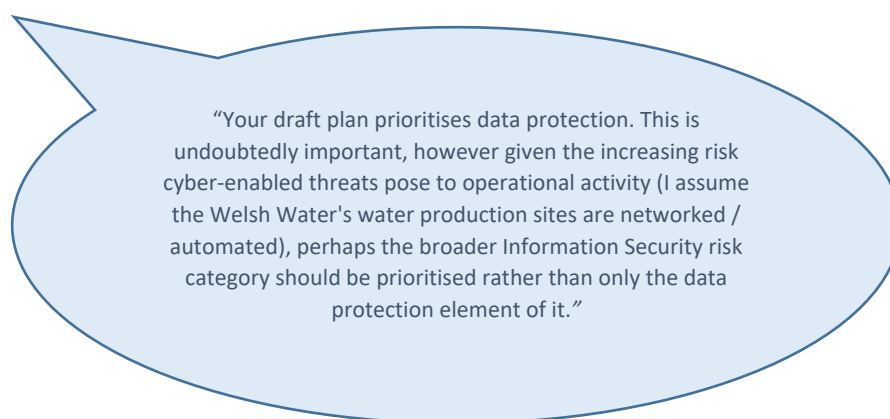 “Your draft plan prioritises data protection. This is
undoubtedly important, however given the increasing risk
cyber-enabled threats pose to operational activity (I assume
the Welsh Water's water production sites are networked /
automated), perhaps the broader Information Security risk
category should be prioritised rather than only the data
protection element of it.”